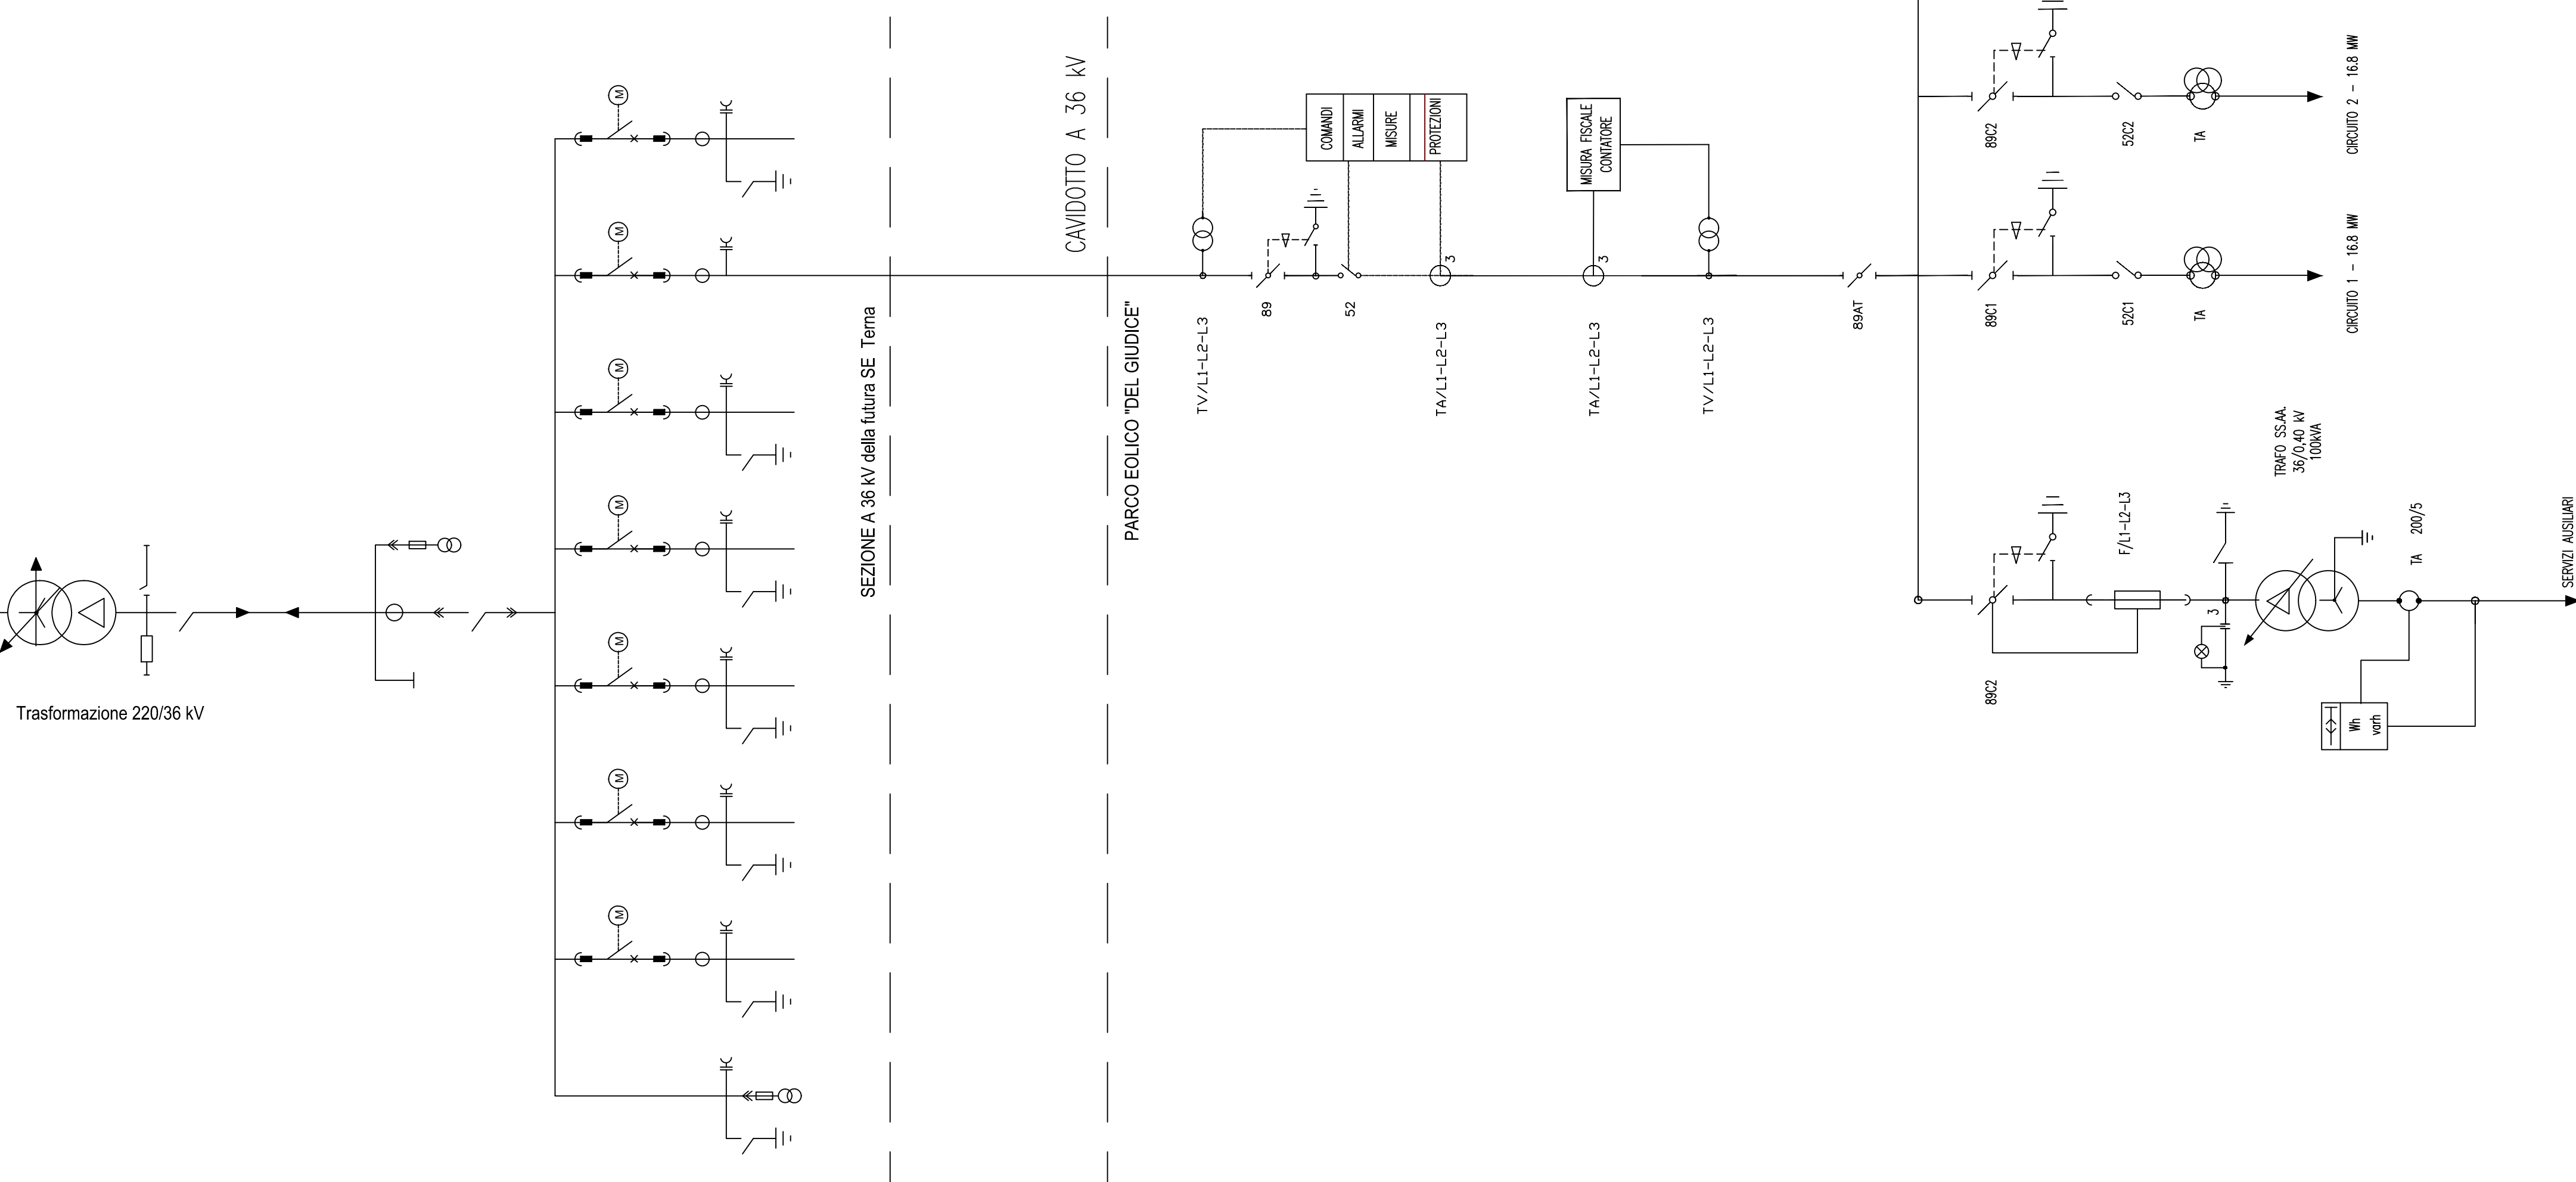 Trasformazione 220/36 kV
M
M
M
M
M
M
M
SEZIONE A 36 kV della futura SE Terna
CAVIDOTTO A 36 kV
PARCO EOLICO "DEL GIUDICE"
COMANDI
ALLARMI
MISURE
PROTEZIONI
MISURA FISCALE
CONTATORE
3
3
TV/L1-L2-L3
89
52
TA/L1-L2-L3
TA/L1-L2-L3
TV/L1-L2-L3
89AT
89C2
52C2
TA
CIRCUITO 2 - 16.8 MW
89C1
52C1
TA
CIRCUITO 1 - 16.8 MW
89C2
F/L1-L2-L3
3
TRAFO SS.AA.
36/0,40 kV
100kVA
TA 200/5
Wh
varh
SERVIZI AUSILIARI